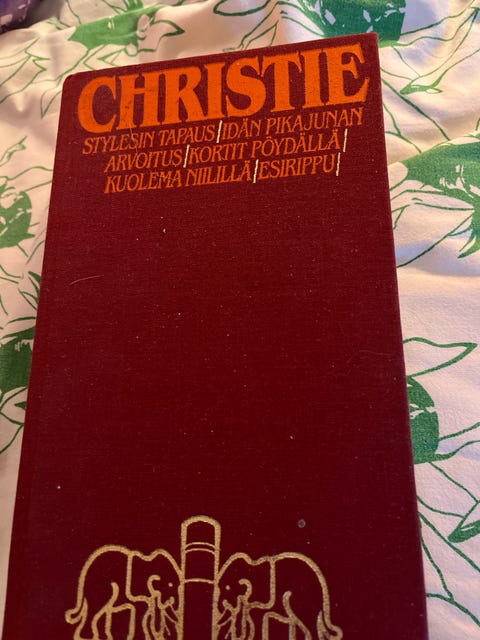 CHRISTIE
STYLESIN TAPAUS/IDÄN PIKAJUNAN
ARVOITUS/KORTIT PÖYDÄLLÄ/
KUOLEMA NIILILLÄ/ESIRIPPU/